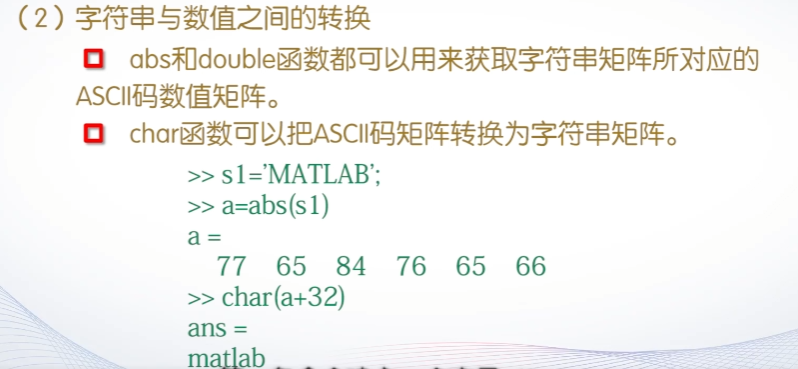 （2）字符串与数值之间的转换
abs和double函数都可以用来获取字符串矩阵所对应的
ASCII码数值矩阵。
char函数可以把ASCII码矩阵转换为字符串矩阵。
>> s1='MATLAB’;
>> a=abs(s1)
a =
77 65 84 76 65 66
>> char(a+32)
ans =
matlab